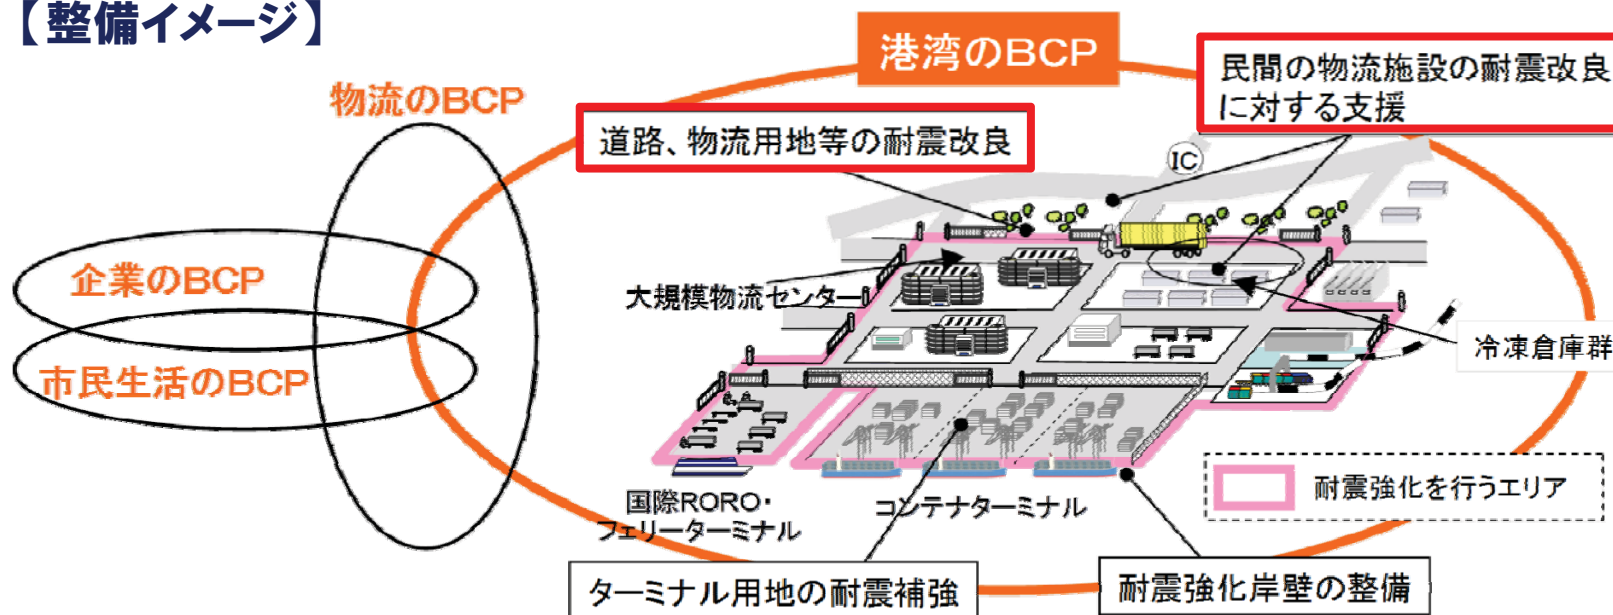 【整備イメージ】
港湾のBCP
物流のBCP
民間の物流施設の耐震改良
に対する支援
道路、物流用地等の耐震改良
IC
企業のBCP
大規模物流センター
冷凍倉庫群
市民生活のBCP
耐震強化を行うエリア
国際RORO・
フェリーターミナル
コンテナターミナル
ターミナル用地の耐震補強
耐震強化岸壁の整備